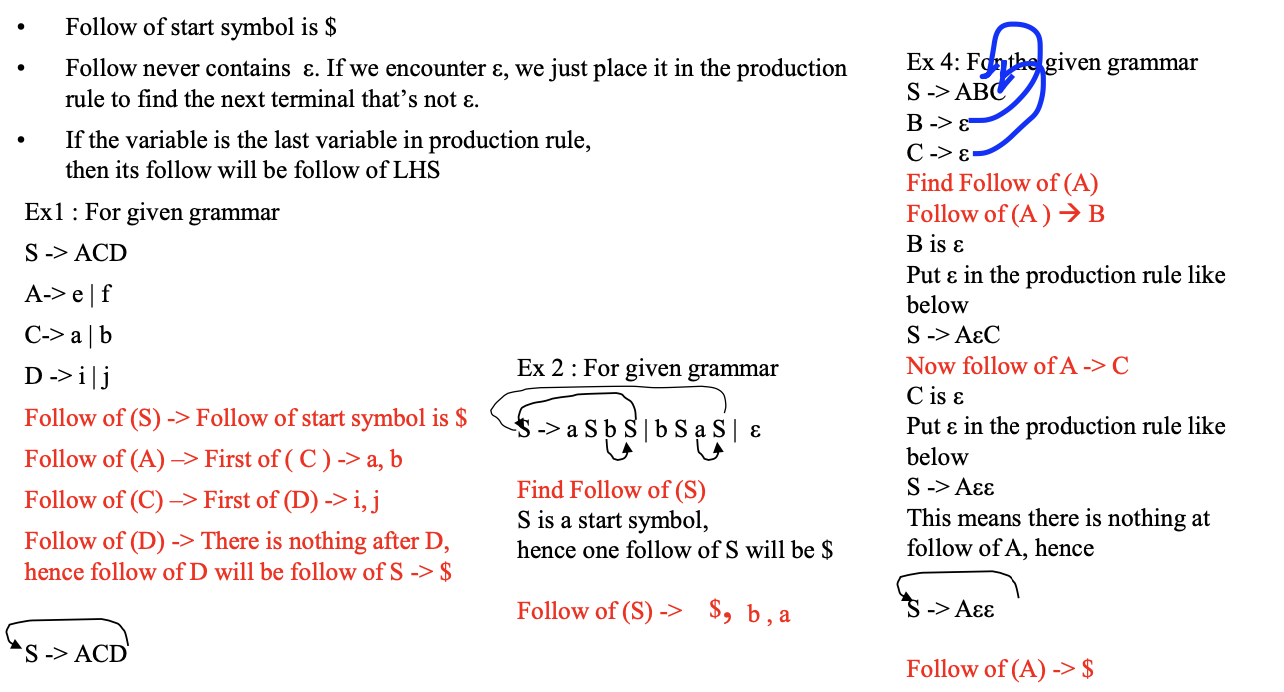 • Follow of start symbol is $
• Follow never contains ε. If we encounter ε, we just place it in the production
rule to find the next terminal that’s not ε.
• If the variable is the last variable in production rule,
then its follow will be follow of LHS
Ex1 : For given grammar
S -> ACD
A-> e | f
C-> a | b
D -> i | j
Follow of (S) -> Follow of start symbol is $
Follow of (A) –> First of ( C ) -> a, b
Follow of (C) –> First of (D) -> i, j
Follow of (D) -> There is nothing after D,
hence follow of D will be follow of S -> $
S -> ACD
Ex 2 : For given grammar
S -> a S b S | b S a S | ε
Find Follow of (S)
S is a start symbol,
hence one follow of S will be $
Follow of (S) -> $, b , a
Ex 4: For the given grammar
S -> ABC
B -> ε
C -> ε
Find Follow of (A)
Follow of (A ) → B
B is ε
Put ε in the production rule like
below
S -> AεC
Now follow of A -> C
C is ε
Put ε in the production rule like
below
S -> Aεε
This means there is nothing at
follow of A, hence
S -> Aεε
Follow of (A) -> $